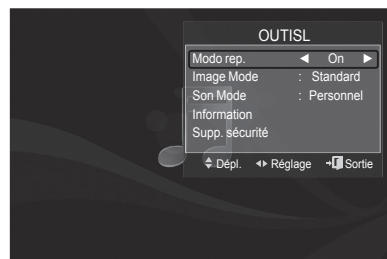 OUTISL
Modo rep. ◀ On ▶
Image Mode : Standard
Son Mode : Personnel
Information
Supp. sécurité
Dépl. Réglage Sortie